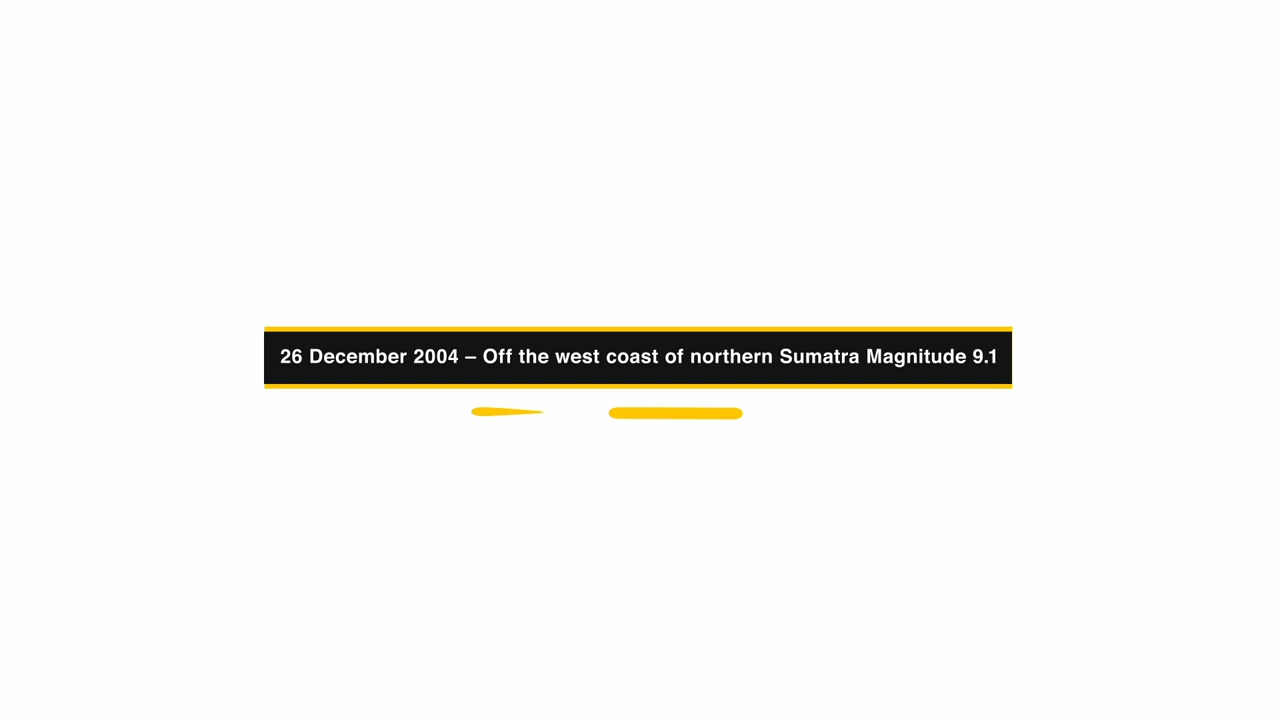 26 December 2004 – Off the west coast of northern Sumatra Magnitude 9.1